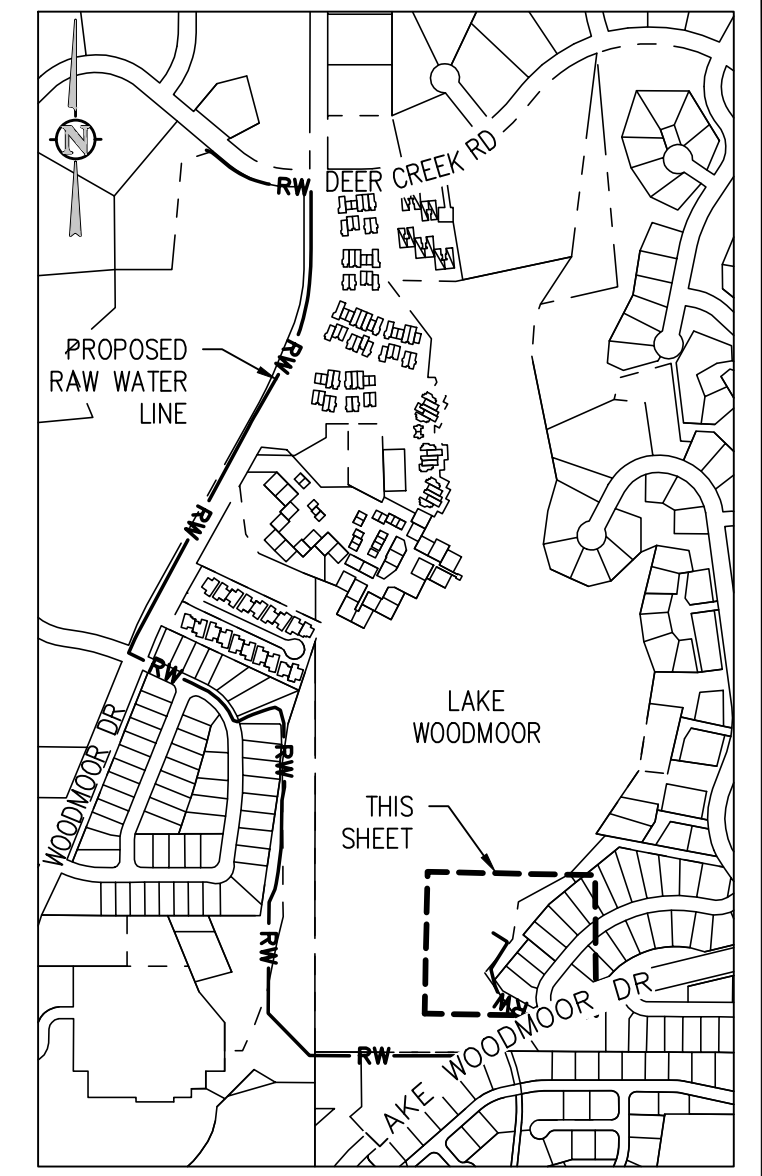 N
RW DEER CREEK RD
RW
PROPOSED
RAW WATER
LINE
RW
RW
LAKE
WOODMOOR
WOODMOOR DR
RW
THIS
SHEET
RW
RW
LAKE WOODMOOR DR
RW